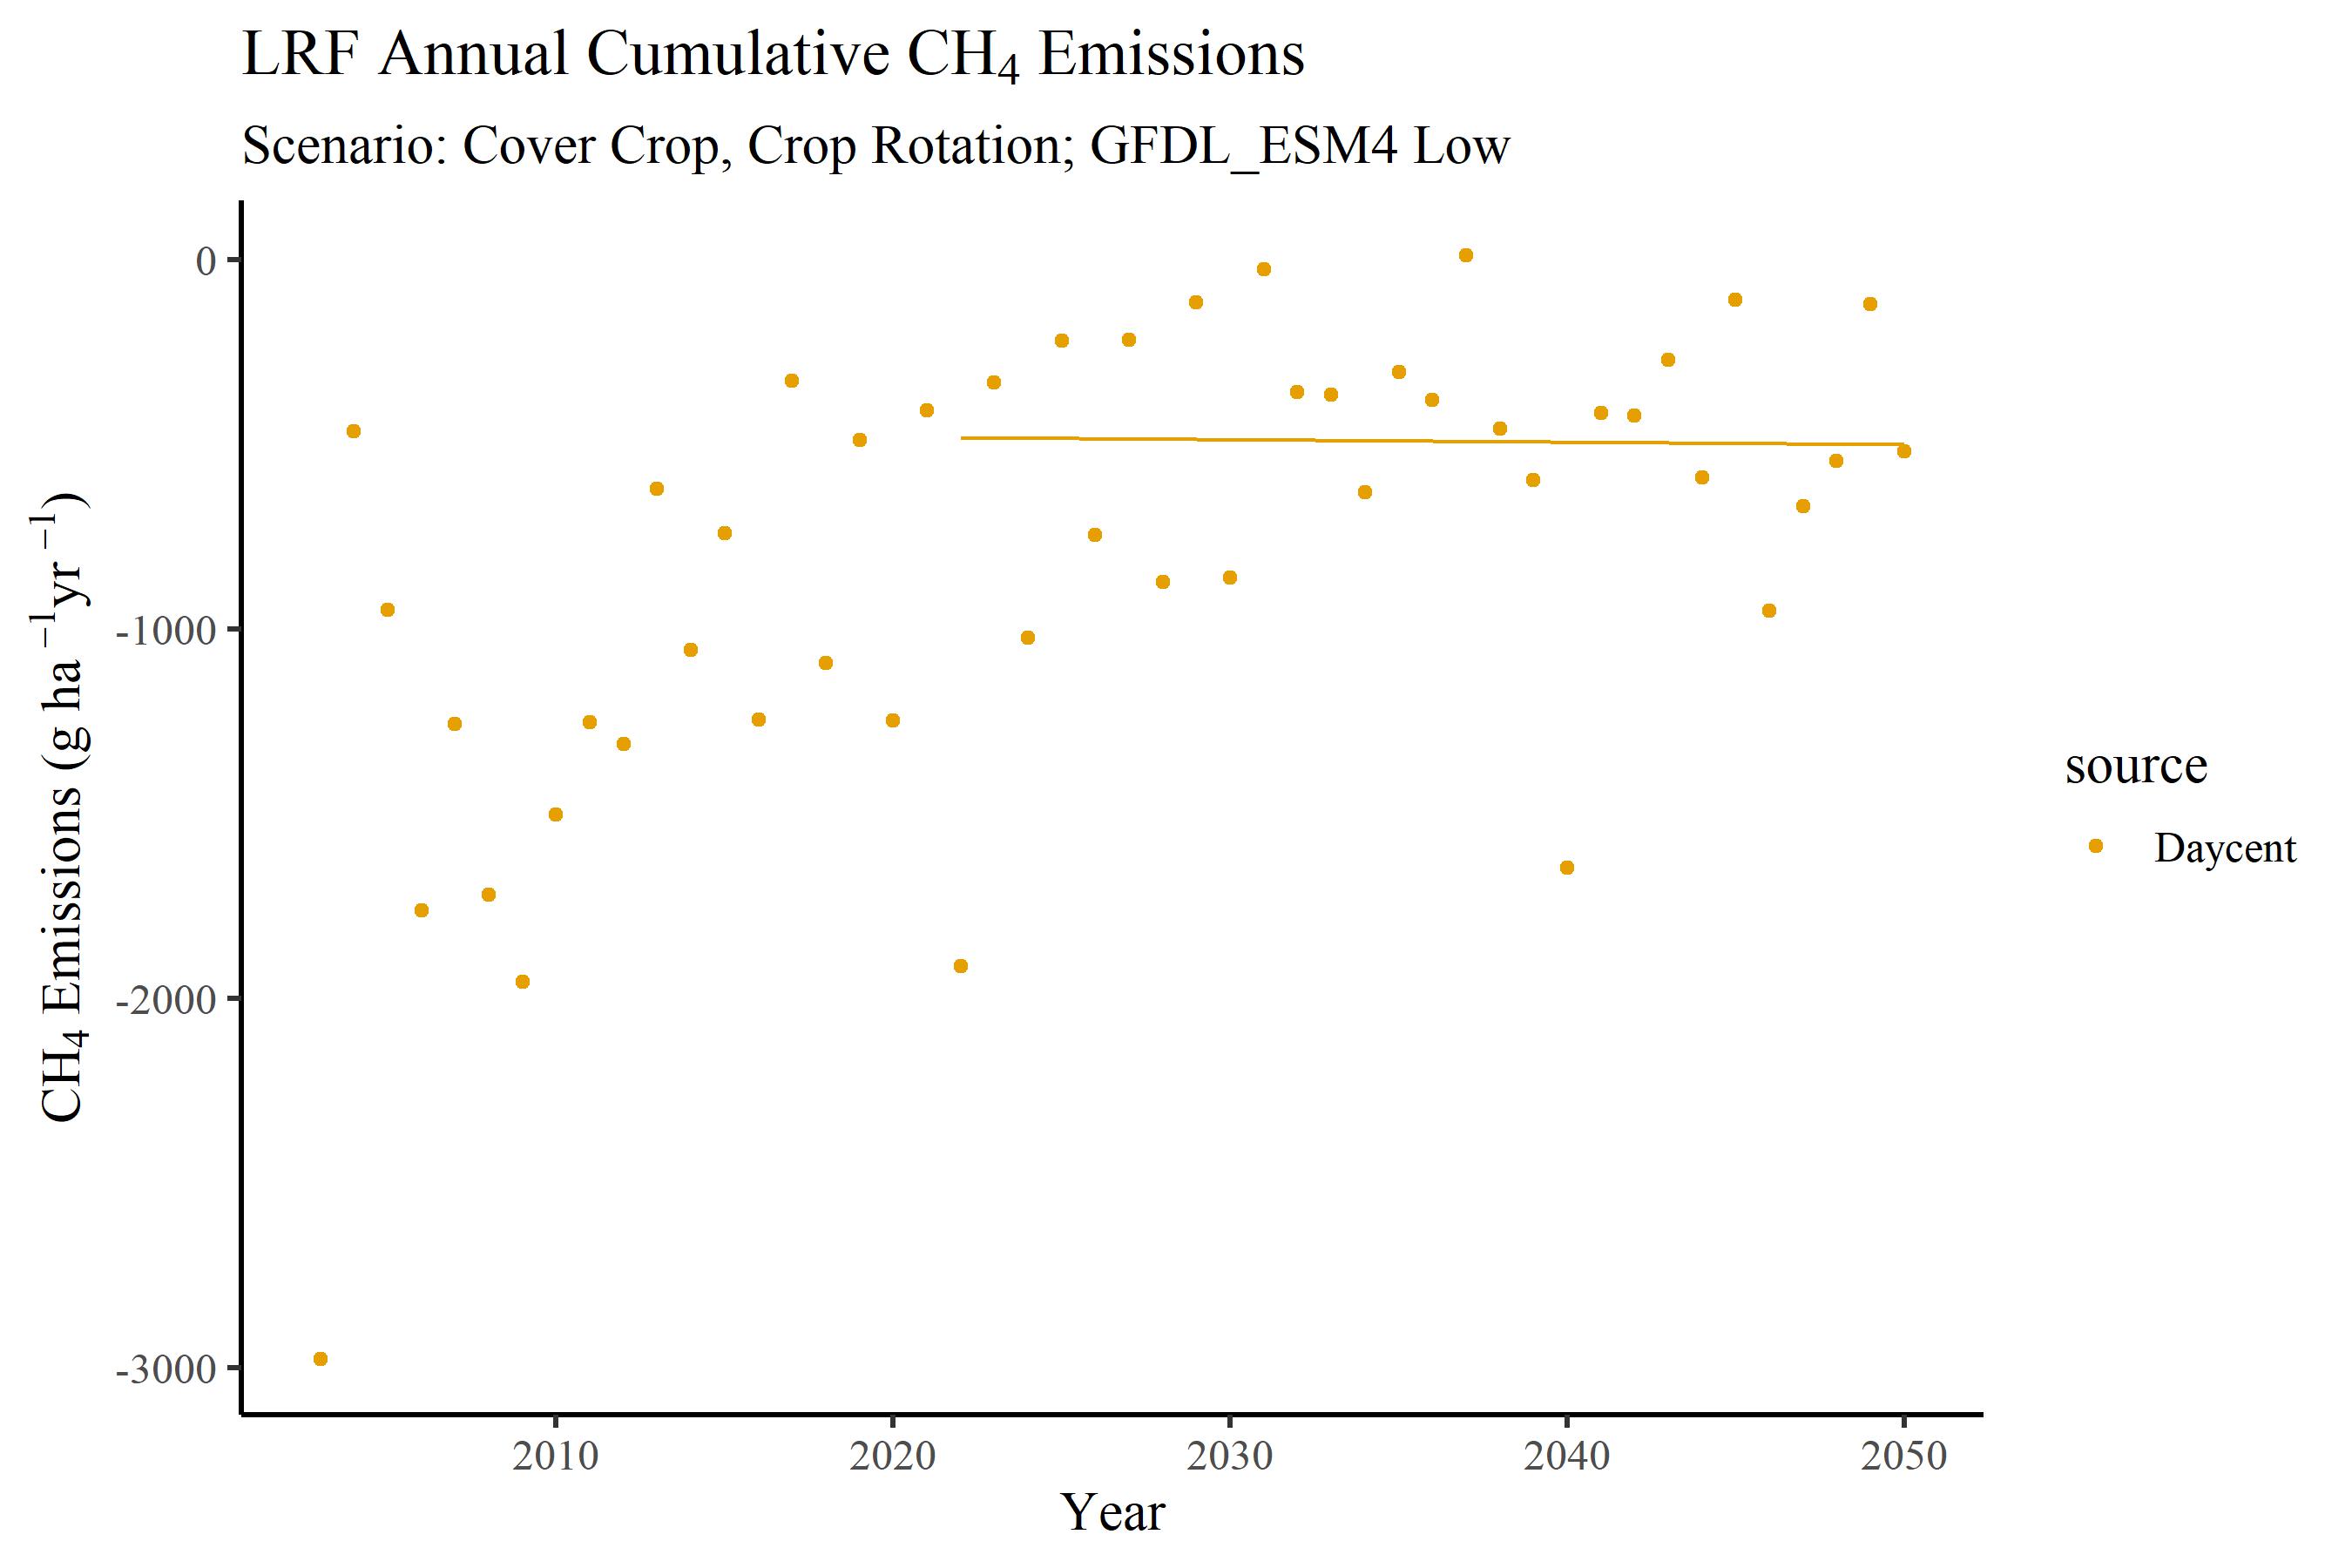 LRF Annual Cumulative CH₄ Emissions
Scenario: Cover Crop, Crop Rotation; GFDL_ESM4 Low
CH₄ Emissions (g ha ⁻¹yr ⁻¹)
0
-1000
-2000
-3000
2010 2020 2030 2040 2050
Year
source
Daycent